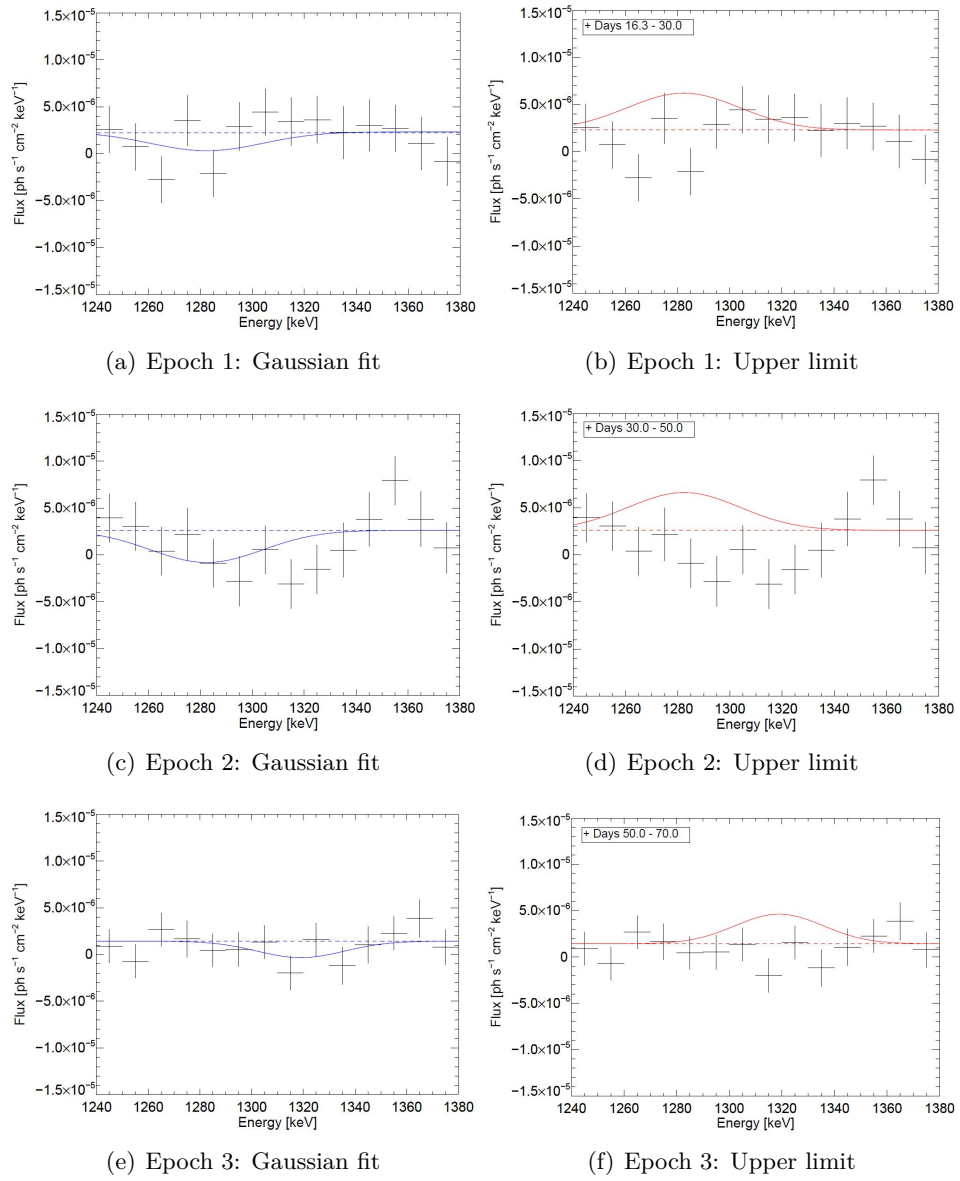 1.5×10⁻⁵
1.0×10⁻⁵
5.0×10⁻⁶
0
−5.0×10⁻⁶
−1.0×10⁻⁵
−1.5×10⁻⁵
Flux [ph s⁻¹ cm⁻² keV⁻¹]
1240 1260 1280 1300 1320 1340 1360 1380
Energy [keV]
(a) Epoch 1: Gaussian fit
+ Days 16.3 - 30.0
1.5×10⁻⁵
1.0×10⁻⁵
5.0×10⁻⁶
0
−5.0×10⁻⁶
−1.0×10⁻⁵
−1.5×10⁻⁵
Flux [ph s⁻¹ cm⁻² keV⁻¹]
1240 1260 1280 1300 1320 1340 1360 1380
Energy [keV]
(b) Epoch 1: Upper limit
1.5×10⁻⁵
1.0×10⁻⁵
5.0×10⁻⁶
0
−5.0×10⁻⁶
−1.0×10⁻⁵
−1.5×10⁻⁵
Flux [ph s⁻¹ cm⁻² keV⁻¹]
1240 1260 1280 1300 1320 1340 1360 1380
Energy [keV]
(c) Epoch 2: Gaussian fit
+ Days 30.0 - 50.0
1.5×10⁻⁵
1.0×10⁻⁵
5.0×10⁻⁶
0
−5.0×10⁻⁶
−1.0×10⁻⁵
−1.5×10⁻⁵
Flux [ph s⁻¹ cm⁻² keV⁻¹]
1240 1260 1280 1300 1320 1340 1360 1380
Energy [keV]
(d) Epoch 2: Upper limit
1.5×10⁻⁵
1.0×10⁻⁵
5.0×10⁻⁶
0
−5.0×10⁻⁶
−1.0×10⁻⁵
−1.5×10⁻⁵
Flux [ph s⁻¹ cm⁻² keV⁻¹]
1240 1260 1280 1300 1320 1340 1360 1380
Energy [keV]
(e) Epoch 3: Gaussian fit
+ Days 50.0 - 70.0
1.5×10⁻⁵
1.0×10⁻⁵
5.0×10⁻⁶
0
−5.0×10⁻⁶
−1.0×10⁻⁵
−1.5×10⁻⁵
Flux [ph s⁻¹ cm⁻² keV⁻¹]
1240 1260 1280 1300 1320 1340 1360 1380
Energy [keV]
(f) Epoch 3: Upper limit